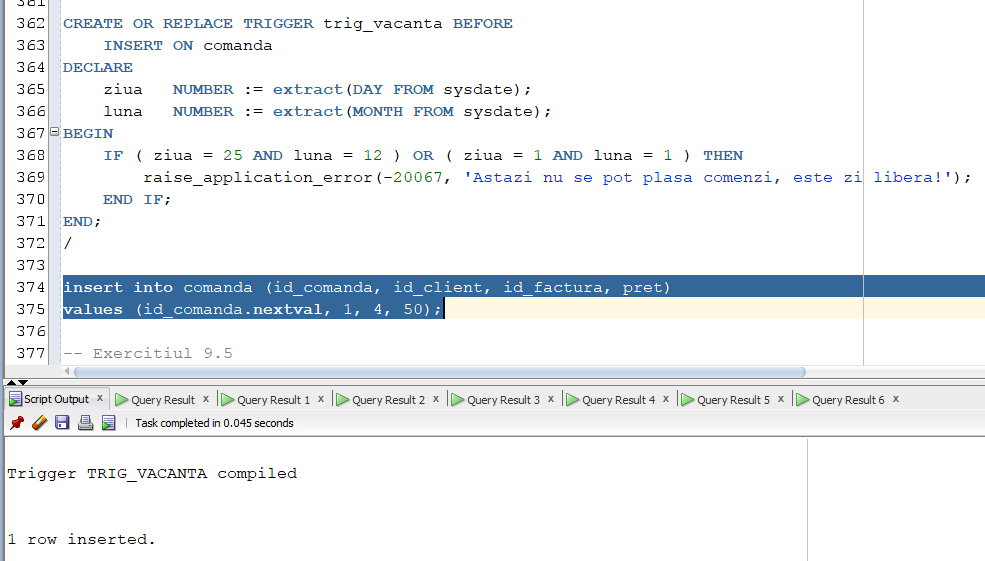 361
362 CREATE OR REPLACE TRIGGER trig_vacanta BEFORE
363 INSERT ON comanda
364 DECLARE
365 ziua NUMBER := extract(DAY FROM sysdate);
366 luna NUMBER := extract(MONTH FROM sysdate);
367 BEGIN
368 IF ( ziua = 25 AND luna = 12 ) OR ( ziua = 1 AND luna = 1 ) THEN
369 raise_application_error(-20067, 'Astazi nu se pot plasa comenzi, este zi libera!');
370 END IF;
371 END;
372 /
373
374 insert into comanda (id_comanda, id_client, id_factura, pret)
375 values (id_comanda.nextval, 1, 4, 50);
376
377 -- Exercitiul 9.5
Script Output x Query Result x Query Result 1 x Query Result 2 x Query Result 3 x Query Result 4 x Query Result 5 x Query Result 6 x
Task completed in 0.045 seconds
Trigger TRIG_VACANTA compiled
1 row inserted.